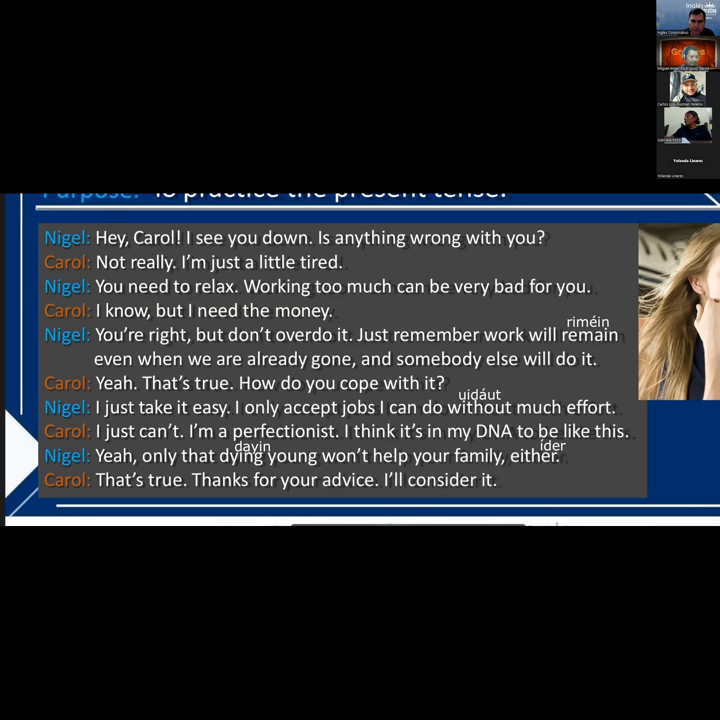 Inglés
Inglés Corporativo
Yolanda Linares
Yolanda Linares
Purpose: To practice the present tense.
Nigel: Hey, Carol! I see you down. Is anything wrong with you?
Carol: Not really. I'm just a little tired.
Nigel: You need to relax. Working too much can be very bad for you.
Carol: I know, but I need the money.
riméin
Nigel: You're right, but don't overdo it. Just remember work will remain
even when we are already gone, and somebody else will do it.
Carol: Yeah. That's true. How do you cope with it?
uidáut
Nigel: I just take it easy. I only accept jobs I can do without much effort.
Carol: I just can't. I'm a perfectionist. I think it's in my DNA to be like this.
dayin ider
Nigel: Yeah, only that dying young won't help your family, either.
Carol: That's true. Thanks for your advice. I'll consider it.